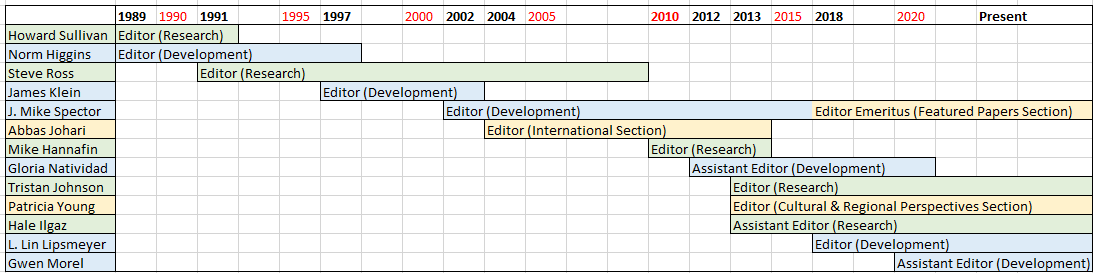 1989 1990 1991 1995 1997 2000 2002 2004 2005 2010 2012 2013 2015 2018 2020 Present
Howard Sullivan Editor (Research)
Norm Higgins Editor (Development)
Steve Ross Editor (Research)
James Klein Editor (Development)
J. Mike Spector Editor (Development) Editor Emeritus (Featured Papers Section)
Abbas Johari Editor (International Section)
Mike Hannafin Editor (Research)
Gloria Natividad Assistant Editor (Development)
Tristan Johnson Editor (Research)
Patricia Young Editor (Cultural & Regional Perspectives Section)
Hale Ilgaz Assistant Editor (Research)
L. Lin Lipsmeyer Editor (Development)
Gwen Morel Assistant Editor (Development)